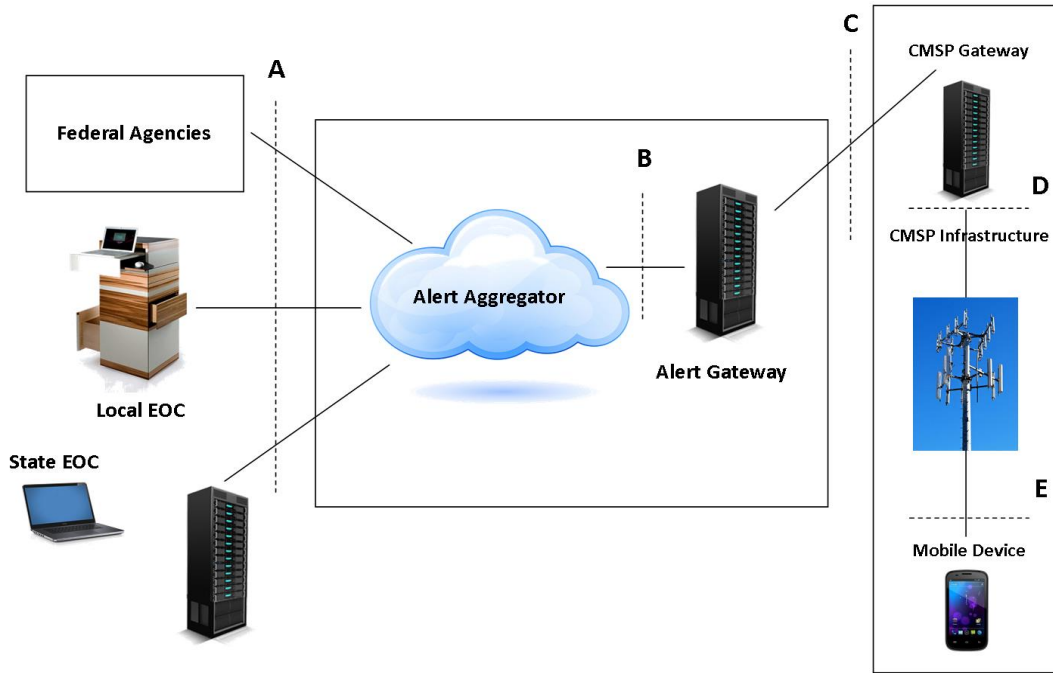 A
Federal Agencies
Local EOC
State EOC
Alert Aggregator
B
Alert Gateway
C
CMSP Gateway
D
CMSP Infrastructure
E
Mobile Device